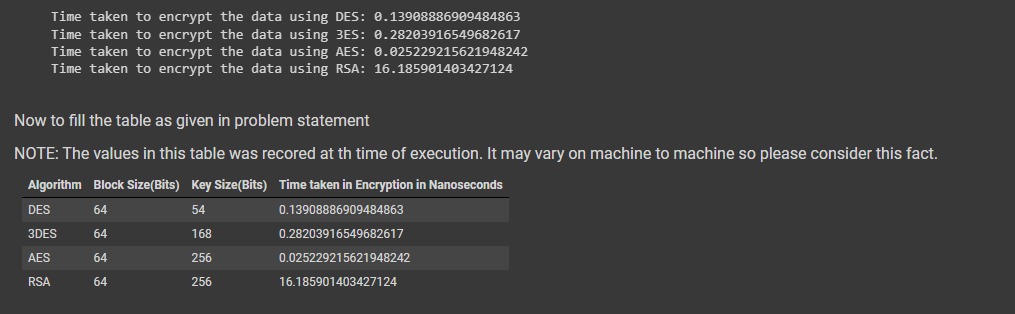 Time taken to encrypt the data using DES: 0.13908886909484863
Time taken to encrypt the data using 3ES: 0.28203916549682617
Time taken to encrypt the data using AES: 0.025229215621948242
Time taken to encrypt the data using RSA: 16.185901403427124
Now to fill the table as given in problem statement
NOTE: The values in this table was recored at th time of execution. It may vary on machine to machine so please consider this fact.
Algorithm Block Size(Bits) Key Size(Bits) Time taken in Encryption in Nanoseconds
DES 64 54 0.13908886909484863
3DES 64 168 0.28203916549682617
AES 64 256 0.025229215621948242
RSA 64 256 16.185901403427124